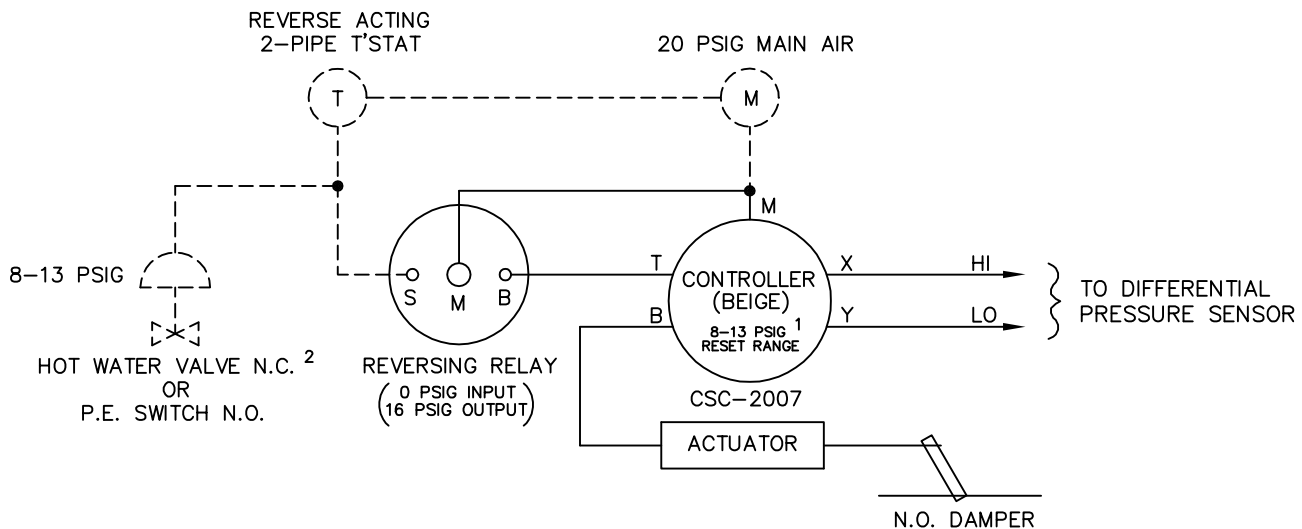 REVERSE ACTING
2-PIPE T'STAT
20 PSIG MAIN AIR
T
M
M
8-13 PSIG
S
M
B
T
B
CONTROLLER
(BEIGE)
8-13 PSIG 1
RESET RANGE
X
Y
HI
LO
TO DIFFERENTIAL
PRESSURE SENSOR
HOT WATER VALVE N.C. 2
OR
P.E. SWITCH N.O.
REVERSING RELAY
(0 PSIG INPUT
16 PSIG OUTPUT)
CSC-2007
ACTUATOR
N.O. DAMPER